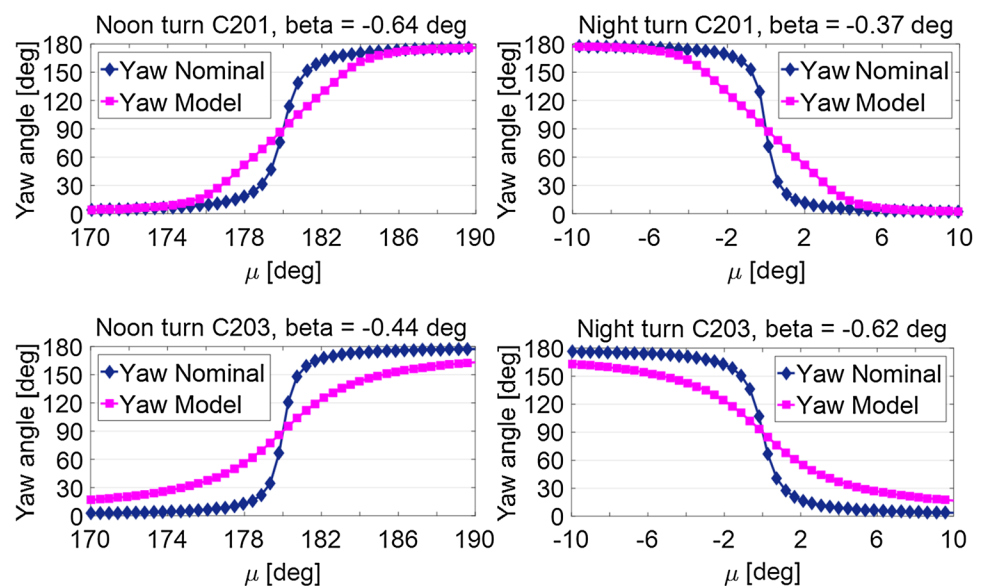 Noon turn C201, beta = -0.64 deg
Yaw angle [deg]
180
150
120
90
60
30
0
Yaw Nominal
Yaw Model
170 174 178 182 186 190
μ [deg]
Night turn C201, beta = -0.37 deg
Yaw angle [deg]
180
150
120
90
60
30
0
Yaw Nominal
Yaw Model
-10 -6 -2 2 6 10
μ [deg]
Noon turn C203, beta = -0.44 deg
Yaw angle [deg]
180
150
120
90
60
30
0
Yaw Nominal
Yaw Model
170 174 178 182 186 190
μ [deg]
Night turn C203, beta = -0.62 deg
Yaw angle [deg]
180
150
120
90
60
30
0
Yaw Nominal
Yaw Model
-10 -6 -2 2 6 10
μ [deg]